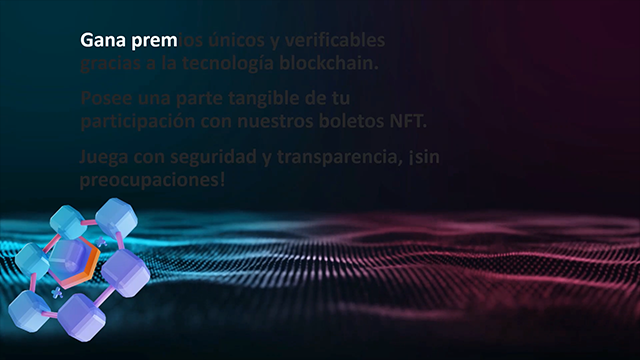 Gana premios únicos y verificables
gracias a la tecnología blockchain.
Posee una parte tangible de tu
participación con nuestros boletos NFT.
Juega con seguridad y transparencia, ¡sin
preocupaciones!